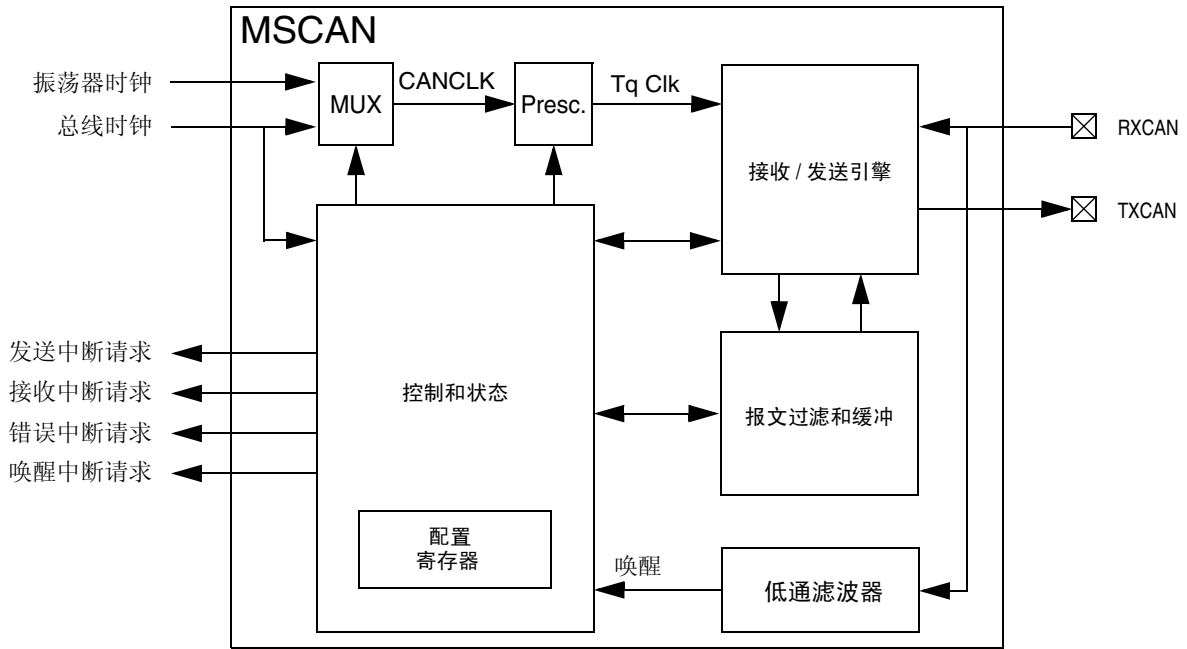 MSCAN
振荡器时钟
总线时钟
MUX
CANCLK
Presc.
Tq Clk
接收 / 发送引擎
RXCAN
TXCAN
发送中断请求
接收中断请求
错误中断请求
唤醒中断请求
控制和状态
报文过滤和缓冲
配置
寄存器
唤醒
低通滤波器